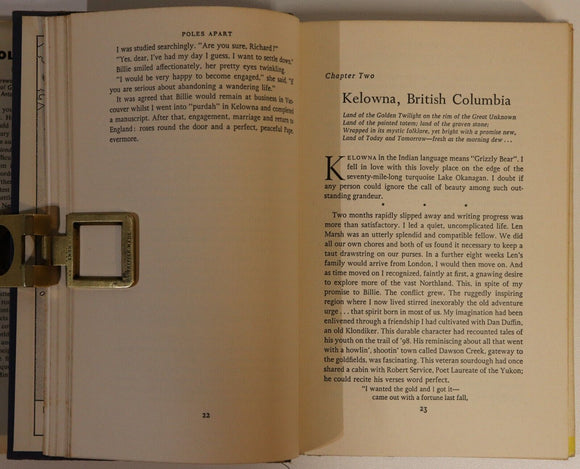 POLES APART
I was studied searchingly. "Are you sure, Richard?"
"Yes, dear, I've had my day I guess. I want to settle down."
Billie smiled affectionately, her pretty eyes twinkling.
"I would be very happy to become engaged," she said, "if
you are serious about abandoning a wandering life."
It was agreed that Billie would remain at business in Van-
couver whilst I went into "purdah" in Kelowna and completed
a manuscript. After that, engagement, marriage and return to
England: roses round the door and a perfect, peaceful Pape,
evermore.
22
Chapter Two
Kelowna, British Columbia
Land of the Golden Twilight on the rim of the Great Unknown
Land of the painted totem; land of the graven stone;
Wrapped in its mystic folklore, yet bright with a promise new,
Land of Today and Tomorrow—fresh as the morning dew . . .
KELOWNA in the Indian language means "Grizzly Bear". I
fell in love with this lovely place on the edge of the
seventy-mile-long turquoise Lake Okanagan. I doubt if
any person could ignore the call of beauty among such out-
standing grandeur.
* * *
Two months rapidly slipped away and writing progress was
more than satisfactory. I led a quiet, uncomplicated life. Len
Marsh was an utterly splendid and compatible fellow. We did
all our own chores and both of us found it necessary to keep a
taut drawstring on our purses. In a further eight weeks Len's
family would arrive from London. I would then move on. And
as time moved on I recognized, faintly at first, a gnawing desire
to explore more of the vast Northland. This, in spite of my
promise to Billie. The conflict grew. The ruggedly inspiring
region where I now lived stirred inexorably the old adventure
urge . . . that spirit born in most of us. My imagination had been
enlivened through a friendship I had cultivated with Dan Duffin,
an old Klondiker. This durable character had recounted tales of
his youth on the trail of '98. His reminiscing about all that went
with a rowdy, shootin' town called Dawson Creek, gateway to
the goldfields, was fascinating. This veteran sourdough had once
shared a cabin with Robert Service, Poet Laureate of the Yukon;
he could recite his verses word perfect.
"I wanted the gold and I got it—
came out with a fortune last fall,
23